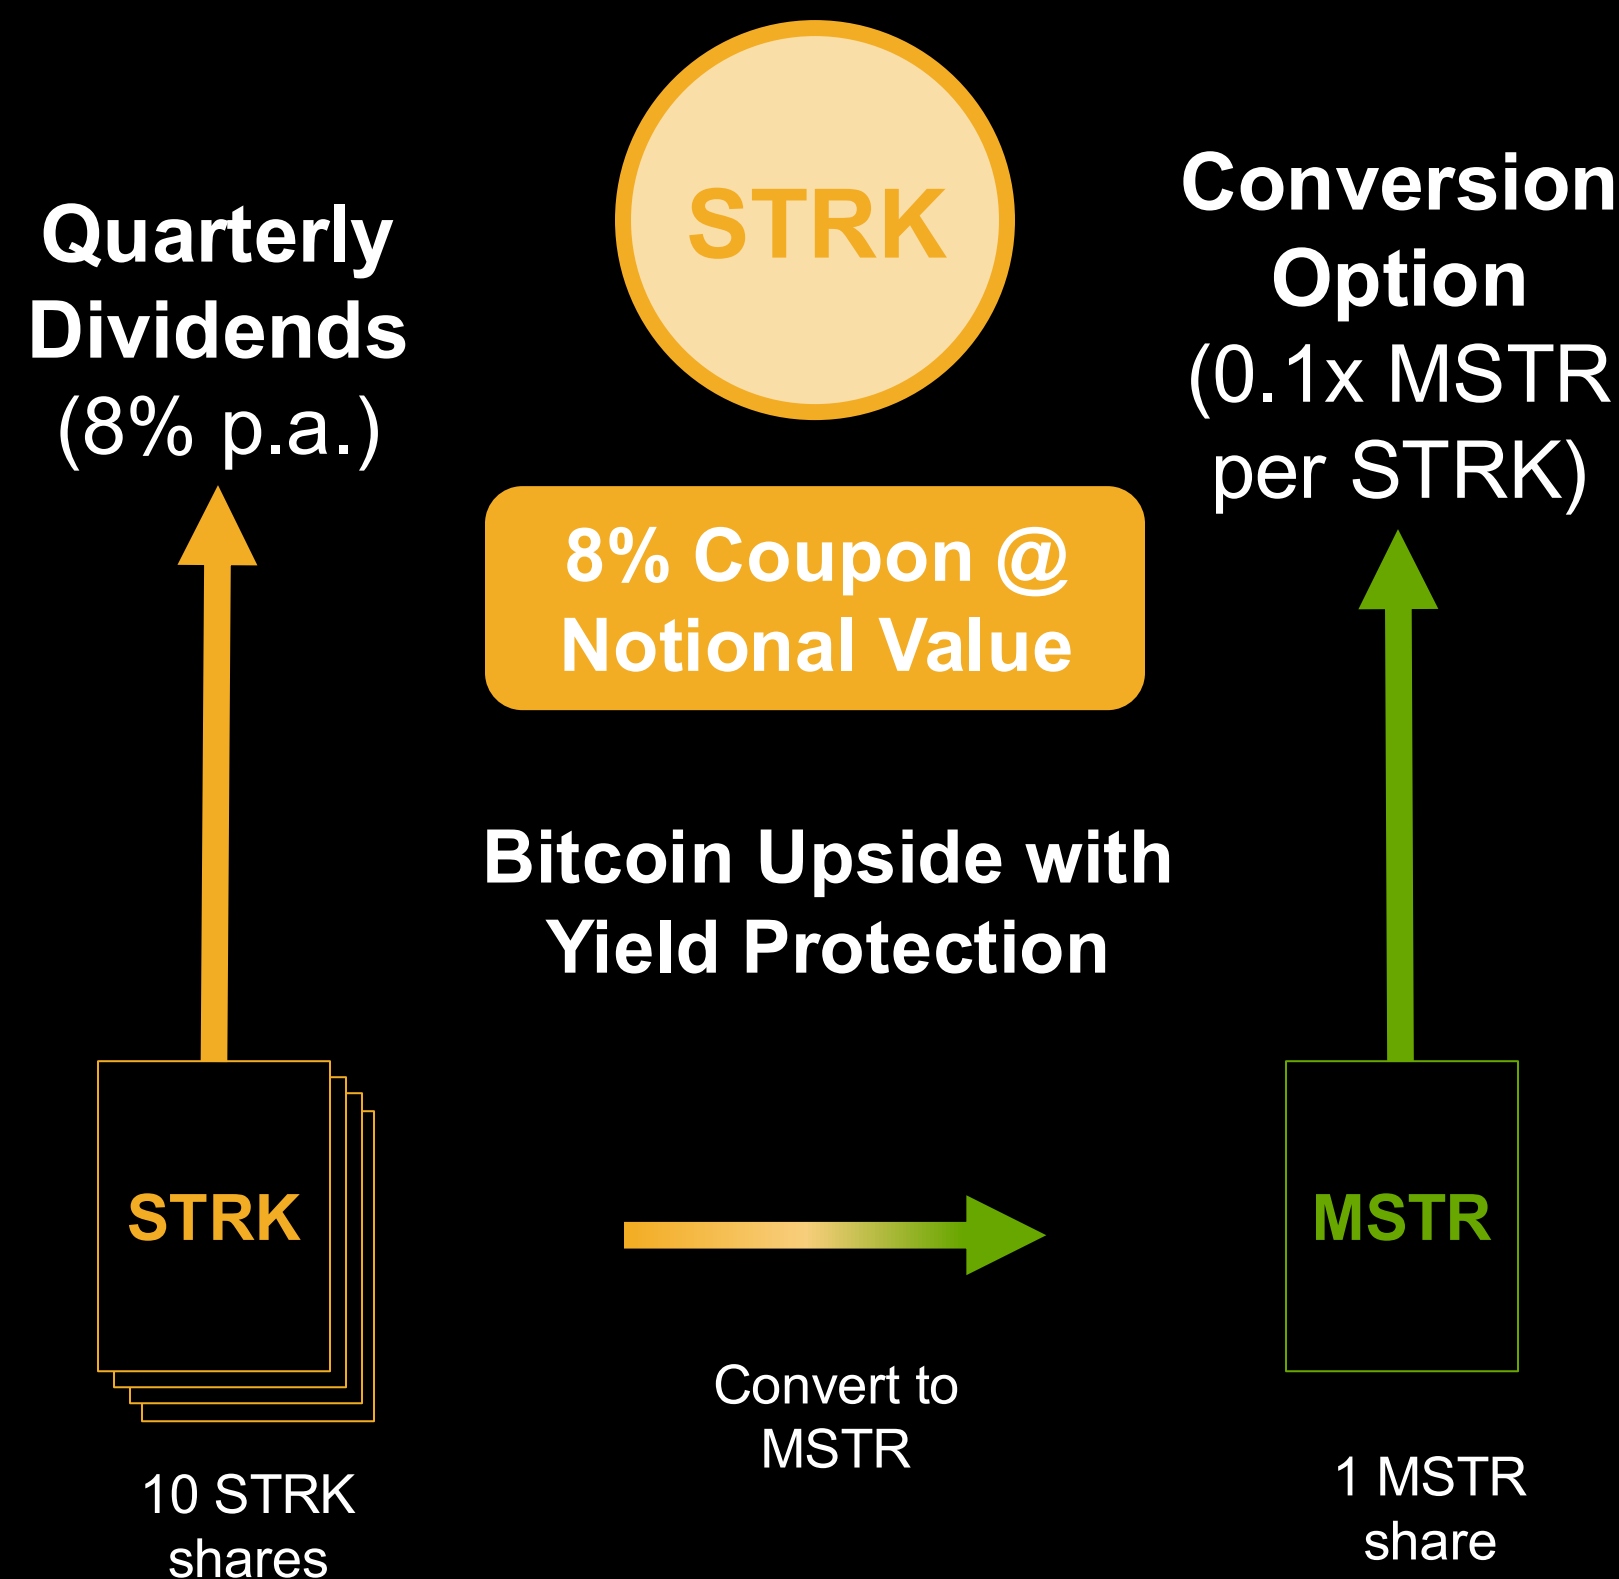 STRK
Quarterly
Dividends
(8% p.a.)
Conversion
Option
(0.1x MSTR
per STRK)
8% Coupon @
Notional Value
Bitcoin Upside with
Yield Protection
STRK
MSTR
Convert to
MSTR
10 STRK
shares
1 MSTR
share